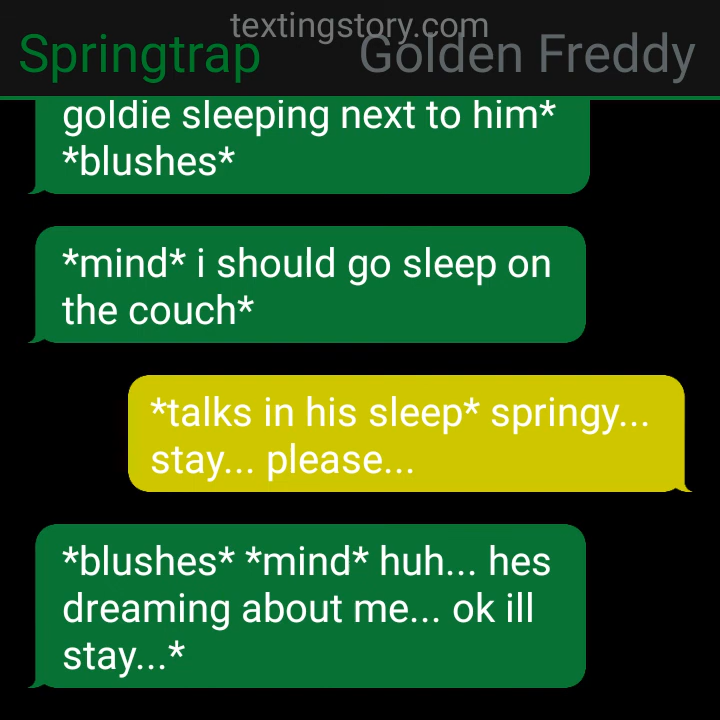 textingstory.com
Springtrap
Golden Freddy
goldie sleeping next to him*
*blushes*
*mind* i should go sleep on
the couch*
*talks in his sleep* springy...
stay... please...
*blushes* *mind* huh... hes
dreaming about me... ok ill
stay...*